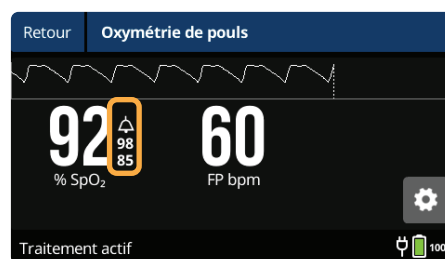 Retour Oxymétrie de pouls
92 98 60
85
% SpO₂ FP bpm
Traitement actif 100